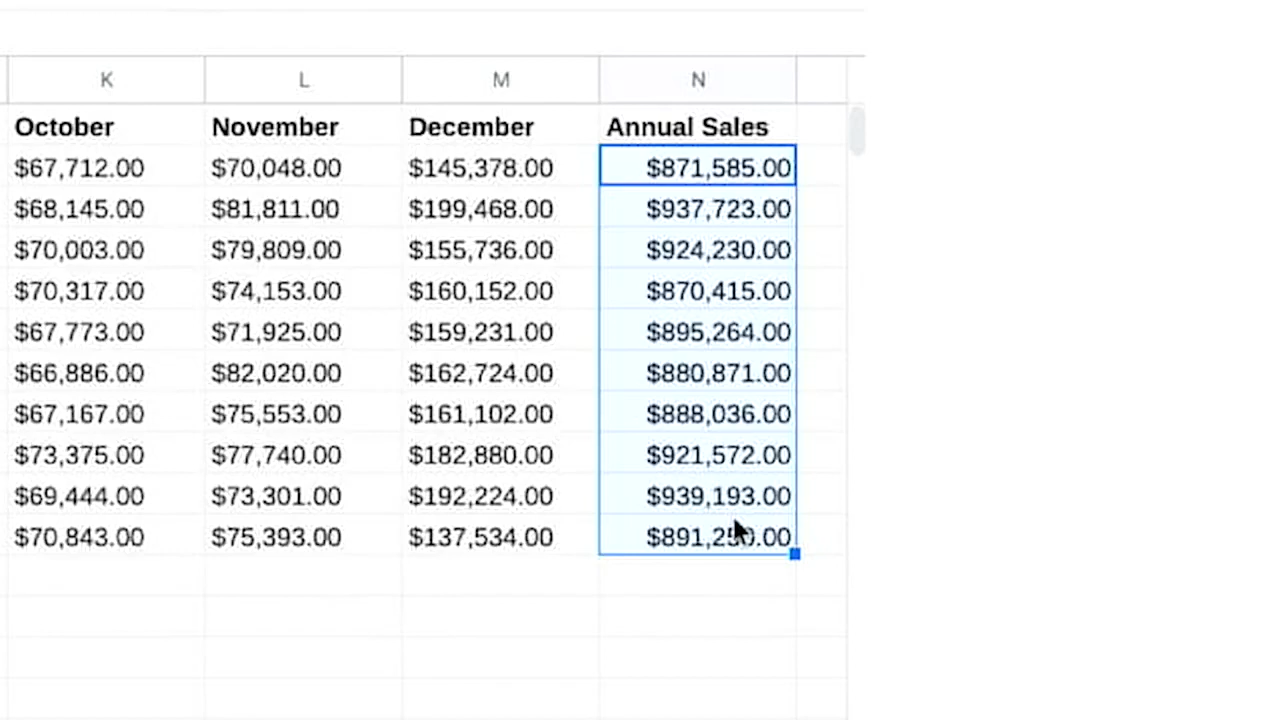 K L M N
October November December Annual Sales
$67,712.00 $70,048.00 $145,378.00 $871,585.00
$68,145.00 $81,811.00 $199,468.00 $937,723.00
$70,003.00 $79,809.00 $155,736.00 $924,230.00
$70,317.00 $74,153.00 $160,152.00 $870,415.00
$67,773.00 $71,925.00 $159,231.00 $895,264.00
$66,886.00 $82,020.00 $162,724.00 $880,871.00
$67,167.00 $75,553.00 $161,102.00 $888,036.00
$73,375.00 $77,740.00 $182,880.00 $921,572.00
$69,444.00 $73,301.00 $192,224.00 $939,193.00
$70,843.00 $75,393.00 $137,534.00